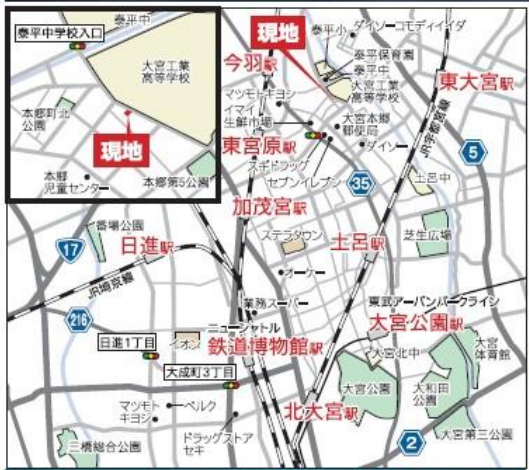 泰平中
泰平中学校入口
大宮工業
高等学校
本郷町北
公園
現地
本郷
児童センター
本郷第5公園
現地
今羽駅
泰平小
ダイソーコモディイイダ
泰平保育園
泰平中
大宮工業
高等学校
東大宮駅
JR宇都宮線
マツモトキヨシ
イマイ
生鮮市場
大宮本郷
郵便局
東宮原駅
ダイソー
スギドラッグ
セブンイレブン
5
35
土呂中
加茂宮駅
番場公園
日進駅
ステラタウン
土呂駅
芝生広場
17
JR埼京線
オーケー
業務スーパー
東武アーバンパークライン
216
ニューシャトル
大宮公園駅
日進1丁目
イオン
鉄道博物館駅
大宮北中
大宮
体育館
大成町3丁目
大宮公園
大和田
公園
マツモト
キヨシ
ベルク
北大宮駅
ドラッグストア
セキ
三橋総合公園
2
大宮第三公園